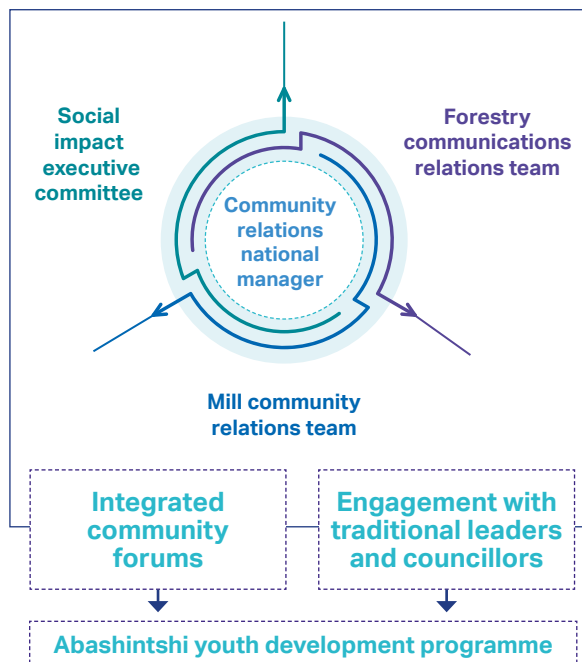 Social
impact
executive
committee
Forestry
communications
relations team
Community
relations
national
manager
Mill community
relations team
Integrated
community
forums
Engagement with
traditional leaders
and councillors
Abashintshi youth development programme